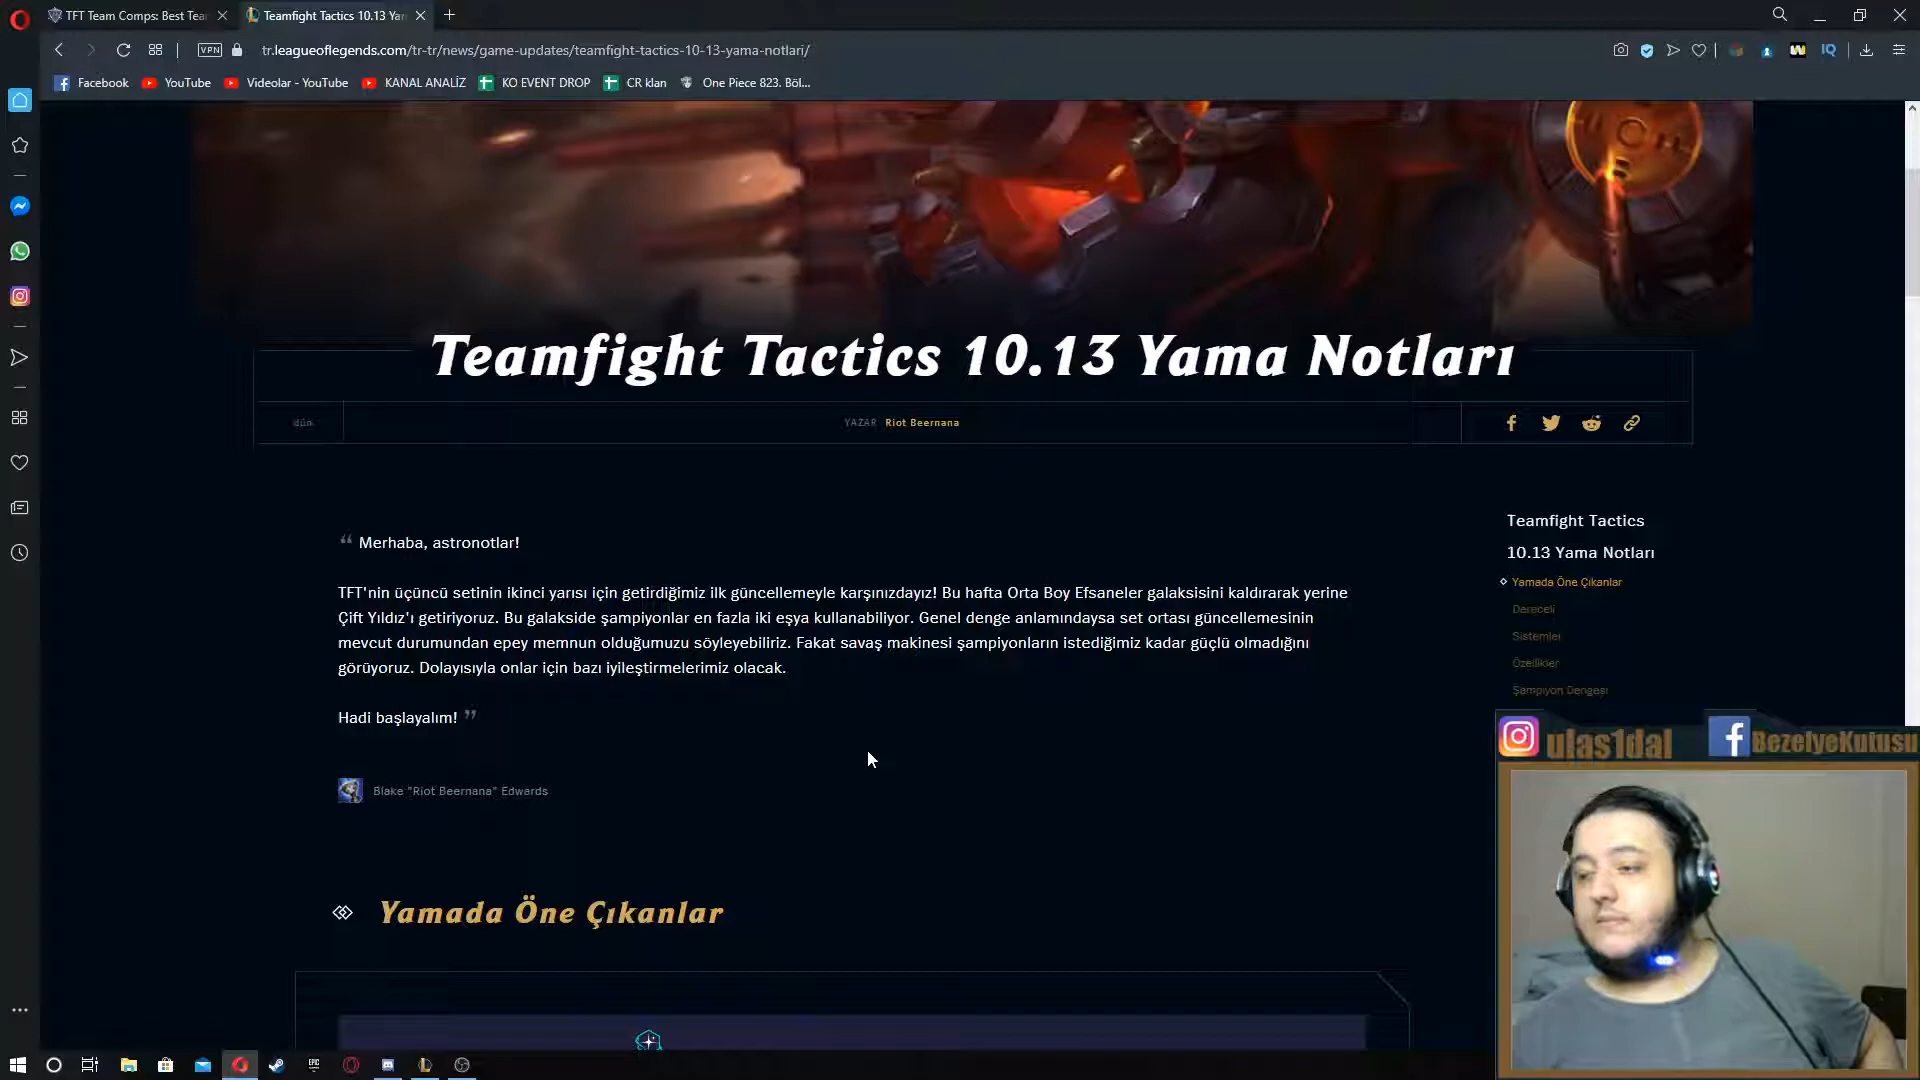 TFT Team Comps: Best Tea
Teamfight Tactics 10.13 Yar
VPN
tr.leagueoflegends.com/tr-tr/news/game-updates/teamfight-tactics-10-13-yama-notlari/
Facebook
YouTube
Videolar - YouTube
KANAL ANALİZ
KO EVENT DROP
CR klan
One Piece 823. Böl...
Teamfight Tactics 10.13 Yama Notları
dün
YAZAR Riot Beernana
“ Merhaba, astronotlar!
TFT'nin üçüncü setinin ikinci yarısı için getirdiğimiz ilk güncellemeyle karşınızdayız! Bu hafta Orta Boy Efsaneler galaksisini kaldırarak yerine
Çift Yıldız'ı getiriyoruz. Bu galakside şampiyonlar en fazla iki eşya kullanabiliyor. Genel denge anlamındaysa set ortası güncellemesinin
mevcut durumundan epey memnun olduğumuzu söyleyebiliriz. Fakat savaş makinesi şampiyonların istediğimiz kadar güçlü olmadığını
görüyoruz. Dolayısıyla onlar için bazı iyileştirmelerimiz olacak.
Hadi başlayalım! ”
Blake "Riot Beernana" Edwards
Yamada Öne Çıkanlar
Teamfight Tactics
10.13 Yama Notları
Yamada Öne Çıkanlar
Dereceli
Sistemler
Özellikler
Şampiyon Dengesi
ulas1dal
BezelyeKutusu
EPIC